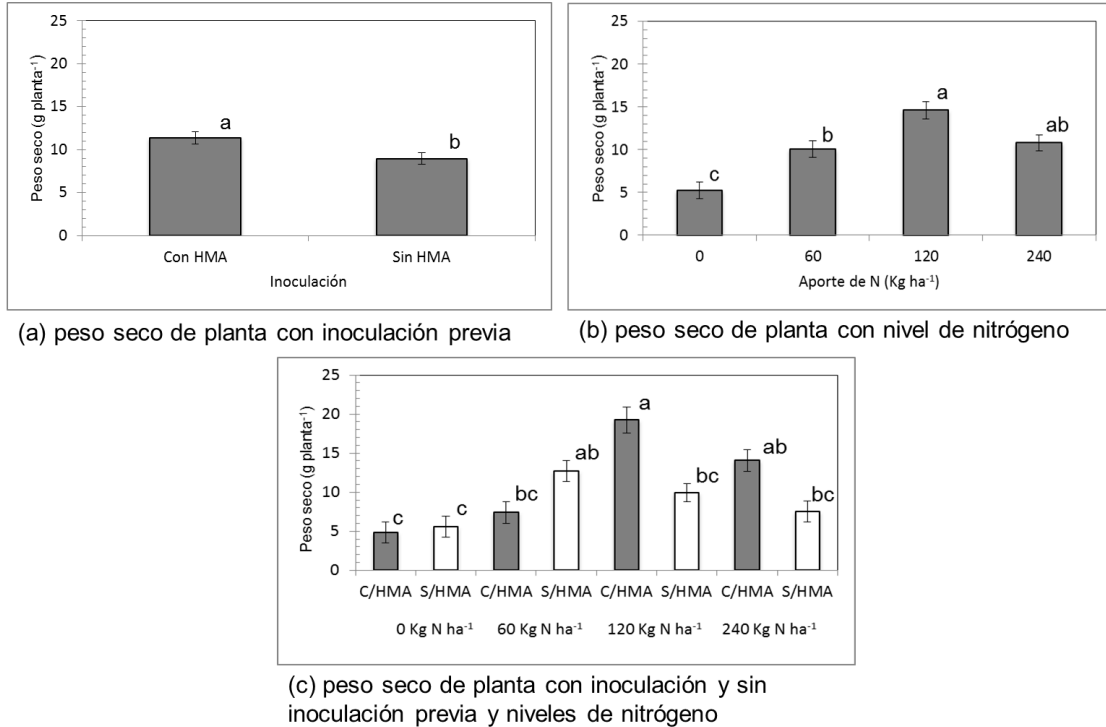 25
20
15
10
5
0
Peso seco (g planta⁻¹)
a
b
Con HMA Sin HMA
Inoculación
(a) peso seco de planta con inoculación previa
25
20
15
10
5
0
Peso seco (g planta⁻¹)
c
b
a
ab
0 60 120 240
Aporte de N (Kg ha⁻¹)
(b) peso seco de planta con nivel de nitrógeno
25
20
15
10
5
0
Peso seco (g planta⁻¹)
c
c
bc
ab
a
bc
ab
bc
C/HMA S/HMA C/HMA S/HMA C/HMA S/HMA C/HMA S/HMA
0 Kg N ha⁻¹ 60 Kg N ha⁻¹ 120 Kg N ha⁻¹ 240 Kg N ha⁻¹
(c) peso seco de planta con inoculación y sin
inoculación previa y niveles de nitrógeno